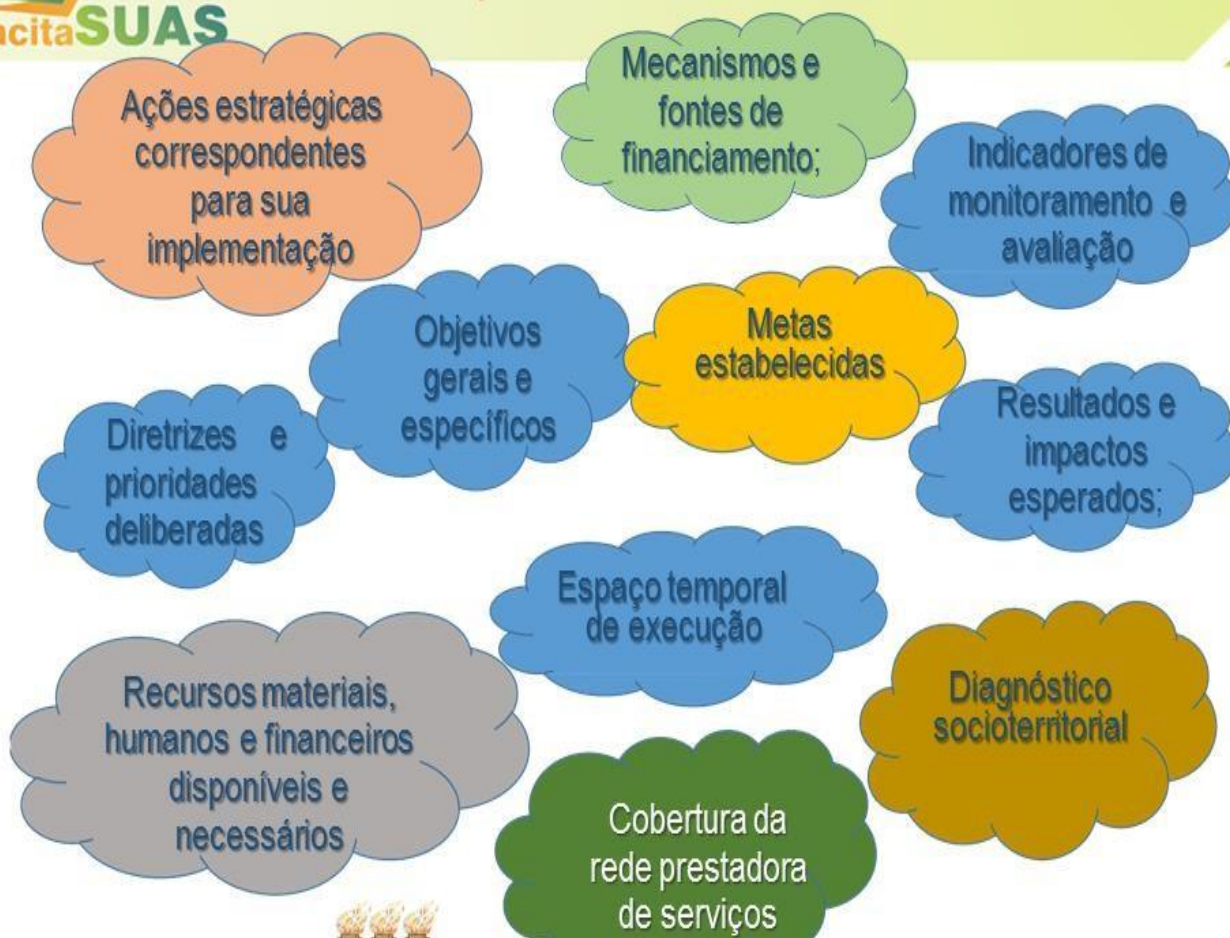 citaSUAS
Ações estratégicas
correspondentes
para sua
implementação
Mecanismos e
fontes de
financiamento;
Indicadores de
monitoramento e
avaliação
Objetivos
gerais e
específicos
Metas
estabelecidas
Diretrizes e
prioridades
deliberadas
Resultados e
impactos
esperados;
Espaço temporal
de execução
Recursos materiais,
humanos e financeiros
disponíveis e
necessários
Diagnóstico
socioterritorial
Cobertura da
rede prestadora
de serviços